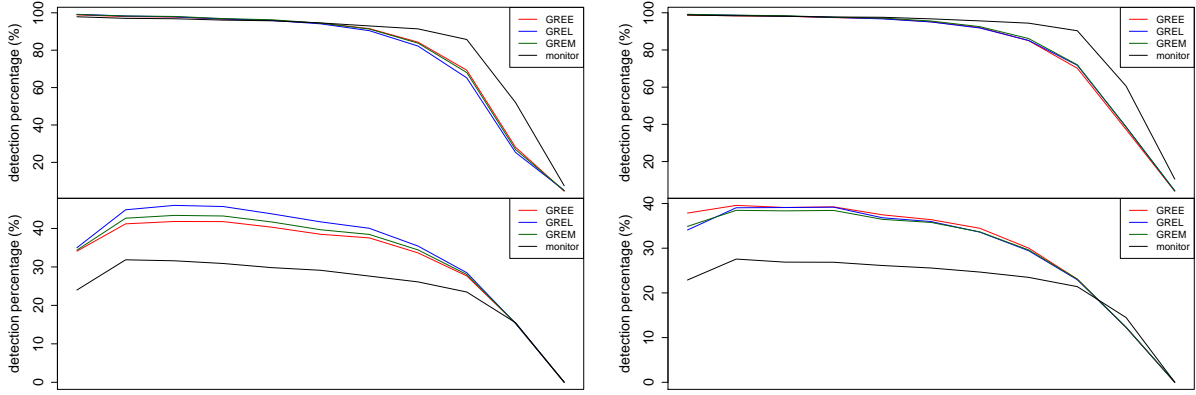 detection percentage (%)
100
80
60
40
20
GREE
GREL
GREM
monitor
detection percentage (%)
40
30
20
10
0
GREE
GREL
GREM
monitor
detection percentage (%)
100
80
60
40
20
GREE
GREL
GREM
monitor
detection percentage (%)
40
30
20
10
0
GREE
GREL
GREM
monitor